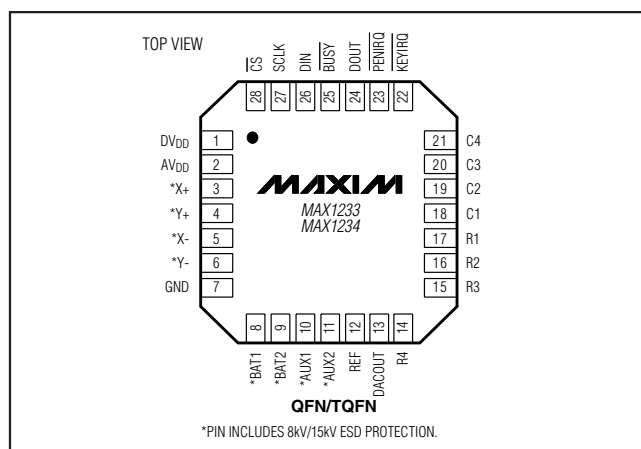 TOP VIEW
CS
SCLK
DIN
BUSY
DOUT
PENIRQ
KEYIRQ
28
27
26
25
24
23
22
DVDD 1
AVDD 2
*X+ 3
*Y+ 4
*X- 5
*Y- 6
GND 7
MAXIM
MAX1233
MAX1234
21 C4
20 C3
19 C2
18 C1
17 R1
16 R2
15 R3
8
9
10
11
12
13
14
*BAT1
*BAT2
*AUX1
*AUX2
REF
DACOUT
R4
QFN/TQFN
*PIN INCLUDES 8kV/15kV ESD PROTECTION.